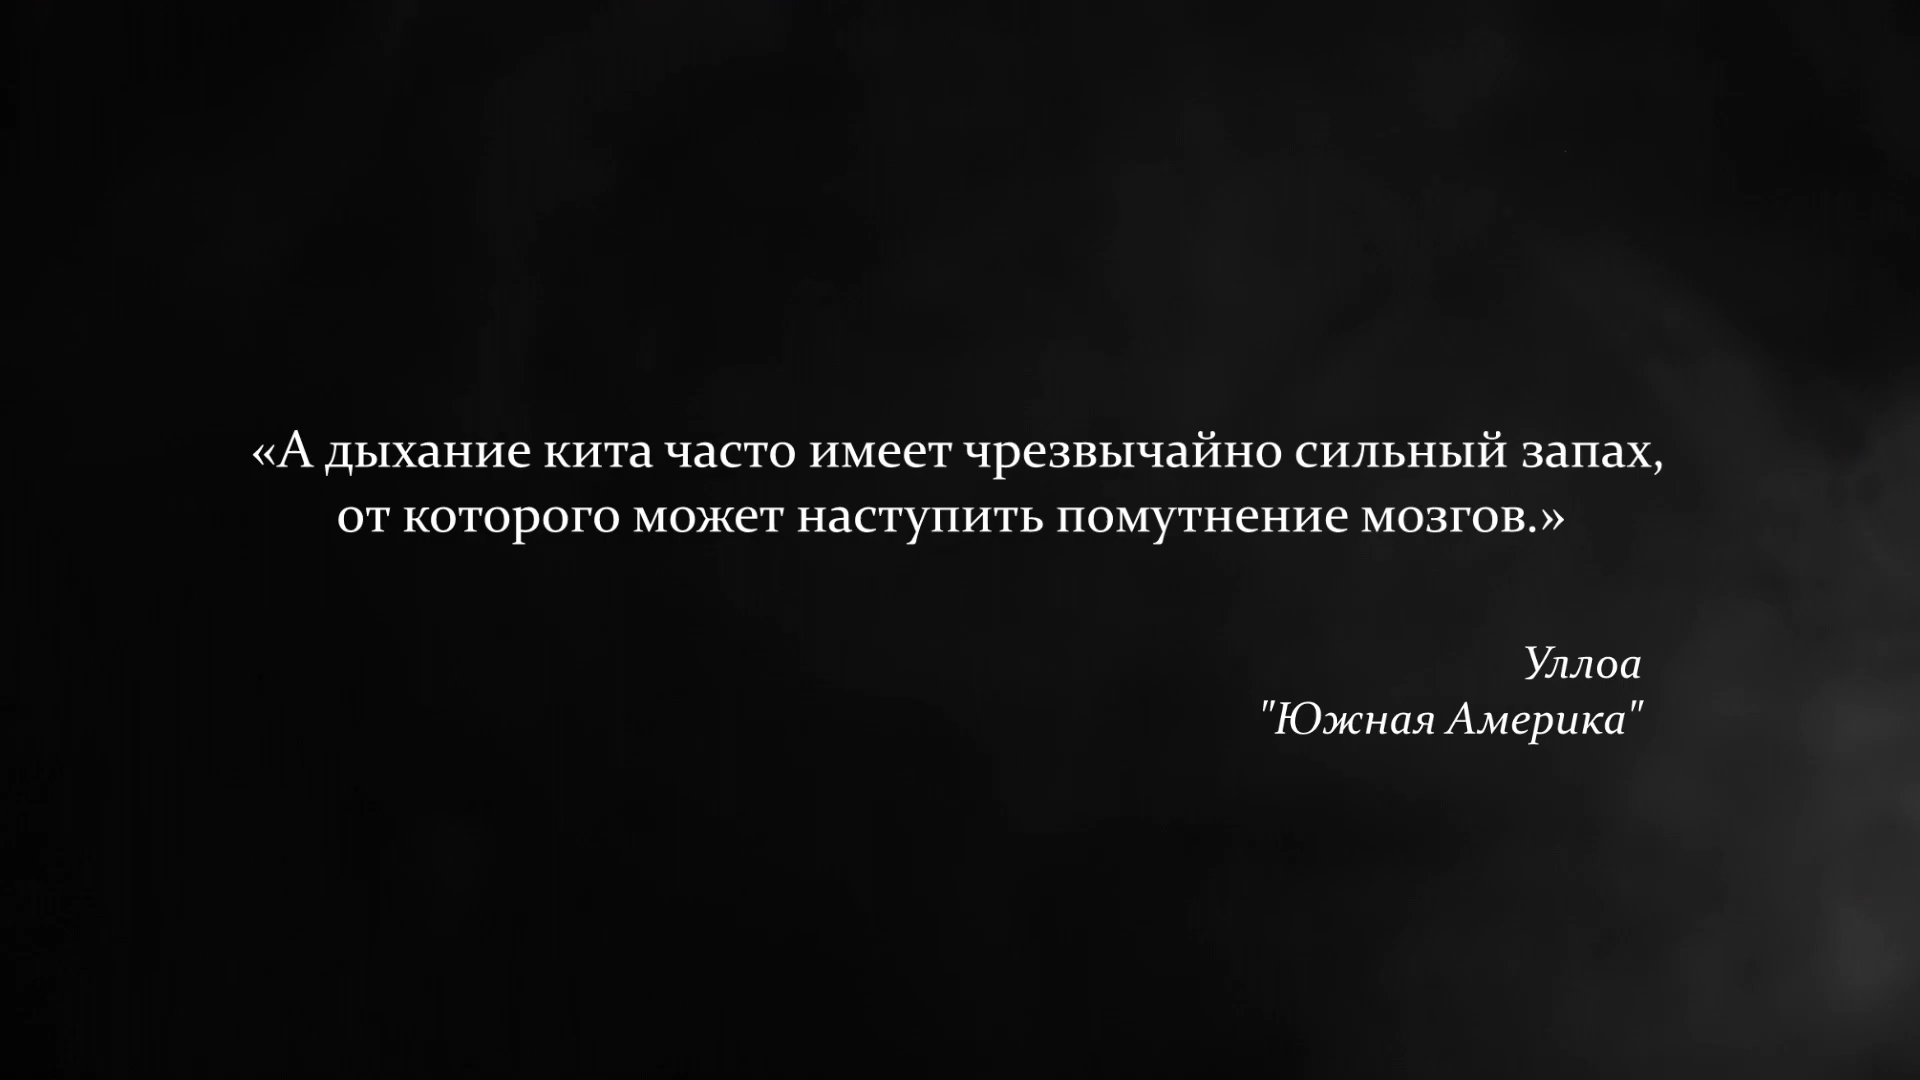 «А дыхание кита часто имеет чрезвычайно сильный запах,
от которого может наступить помутнение мозгов.»
Уллоа
"Южная Америка"